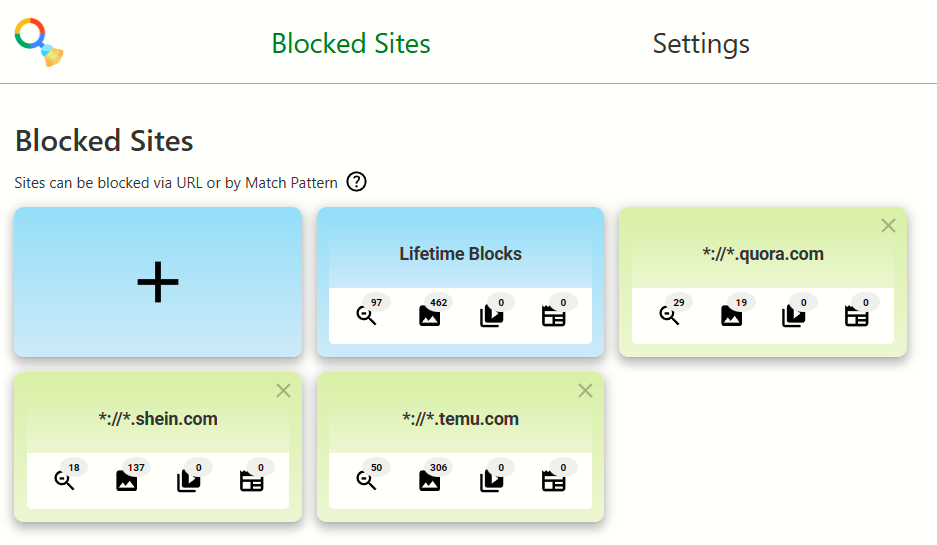 Blocked Sites
Settings
Blocked Sites
Sites can be blocked via URL or by Match Pattern ?
Lifetime Blocks
97 462 0 0
*://*.quora.com
29 19 0 0
*://*.shein.com
18 137 0 0
*://*.temu.com
50 306 0 0